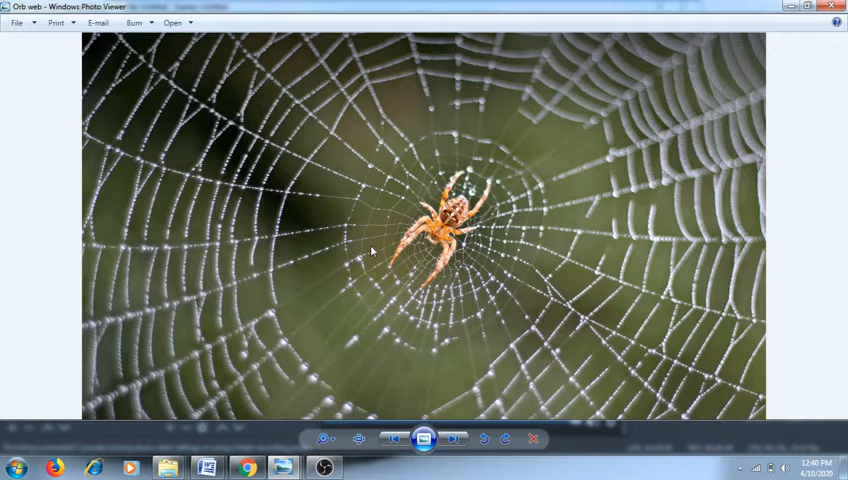 Orb web - Windows Photo Viewer
File Print E-mail Burn Open
12:40 PM
4/10/2020